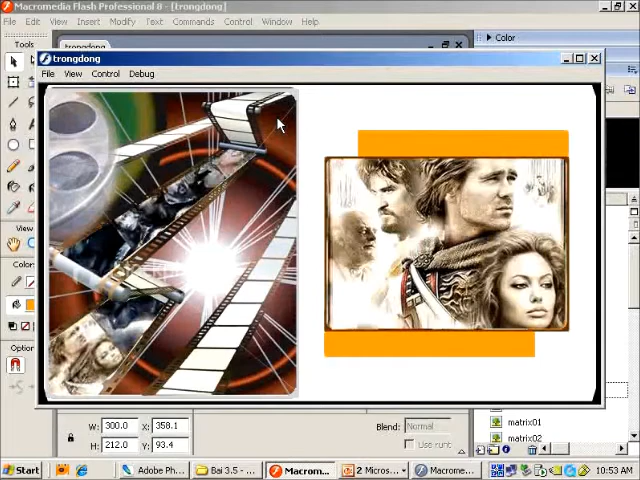 Macromedia Flash Professional 8 - [trongdong]
File View Insert Modify Text Commands Control Window Help
Tools
trongdong
Color
trongdong
File View Control Debug
View
Color:
W: 300.0 X: 358.1
H: 212.0 Y: 93.4
Blend: Normal
Use runt
matrix01
matrix02
Start
Adobe Ph...
Bai 3.5 - ...
Macrom...
2 Micros...
Macrome...
10:53 AM